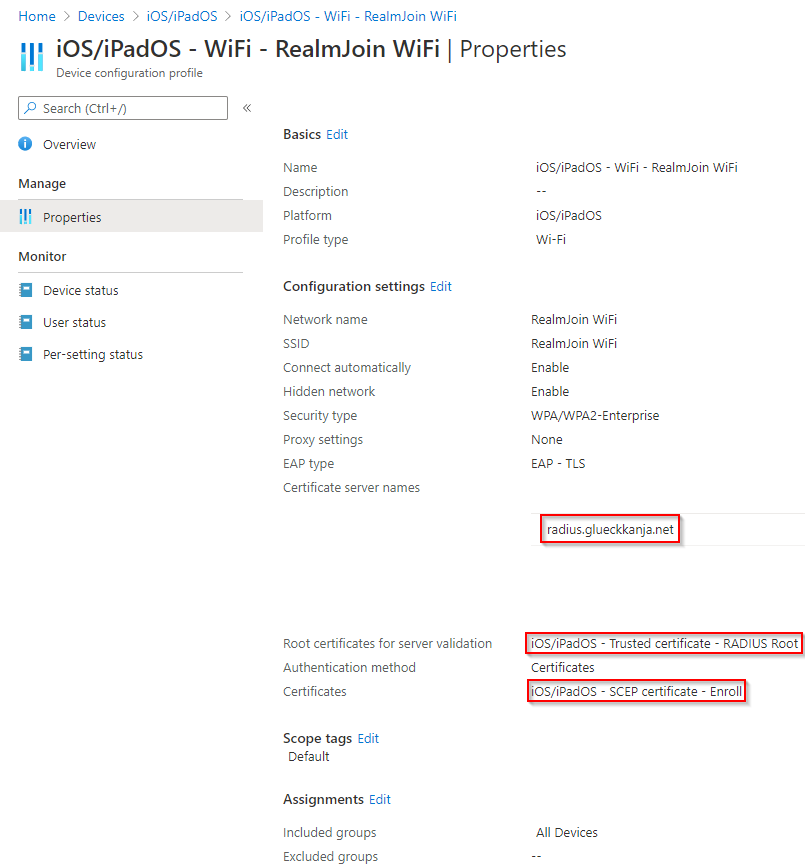 Home > Devices > iOS/iPadOS > iOS/iPadOS - WiFi - RealmJoin WiFi
iOS/iPadOS - WiFi - RealmJoin WiFi | Properties
Device configuration profile
Search (Ctrl+/) «
Overview
Manage
Properties
Monitor
Device status
User status
Per-setting status
Basics Edit
Name iOS/iPadOS - WiFi - RealmJoin WiFi
Description --
Platform iOS/iPadOS
Profile type Wi-Fi
Configuration settings Edit
Network name RealmJoin WiFi
SSID RealmJoin WiFi
Connect automatically Enable
Hidden network Enable
Security type WPA/WPA2-Enterprise
Proxy settings None
EAP type EAP - TLS
Certificate server names
radius.glueckkanja.net
Root certificates for server validation iOS/iPadOS - Trusted certificate - RADIUS Root
Authentication method Certificates
Certificates iOS/iPadOS - SCEP certificate - Enroll
Scope tags Edit
Default
Assignments Edit
Included groups All Devices
Excluded groups --